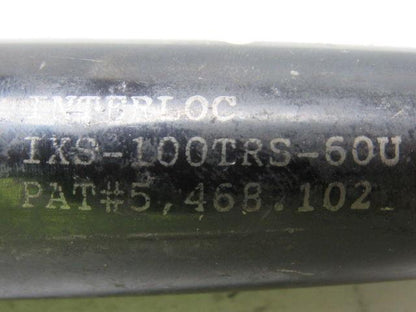 INTERLOC
IXS-100TRS-60U
PAT#5,468,102.